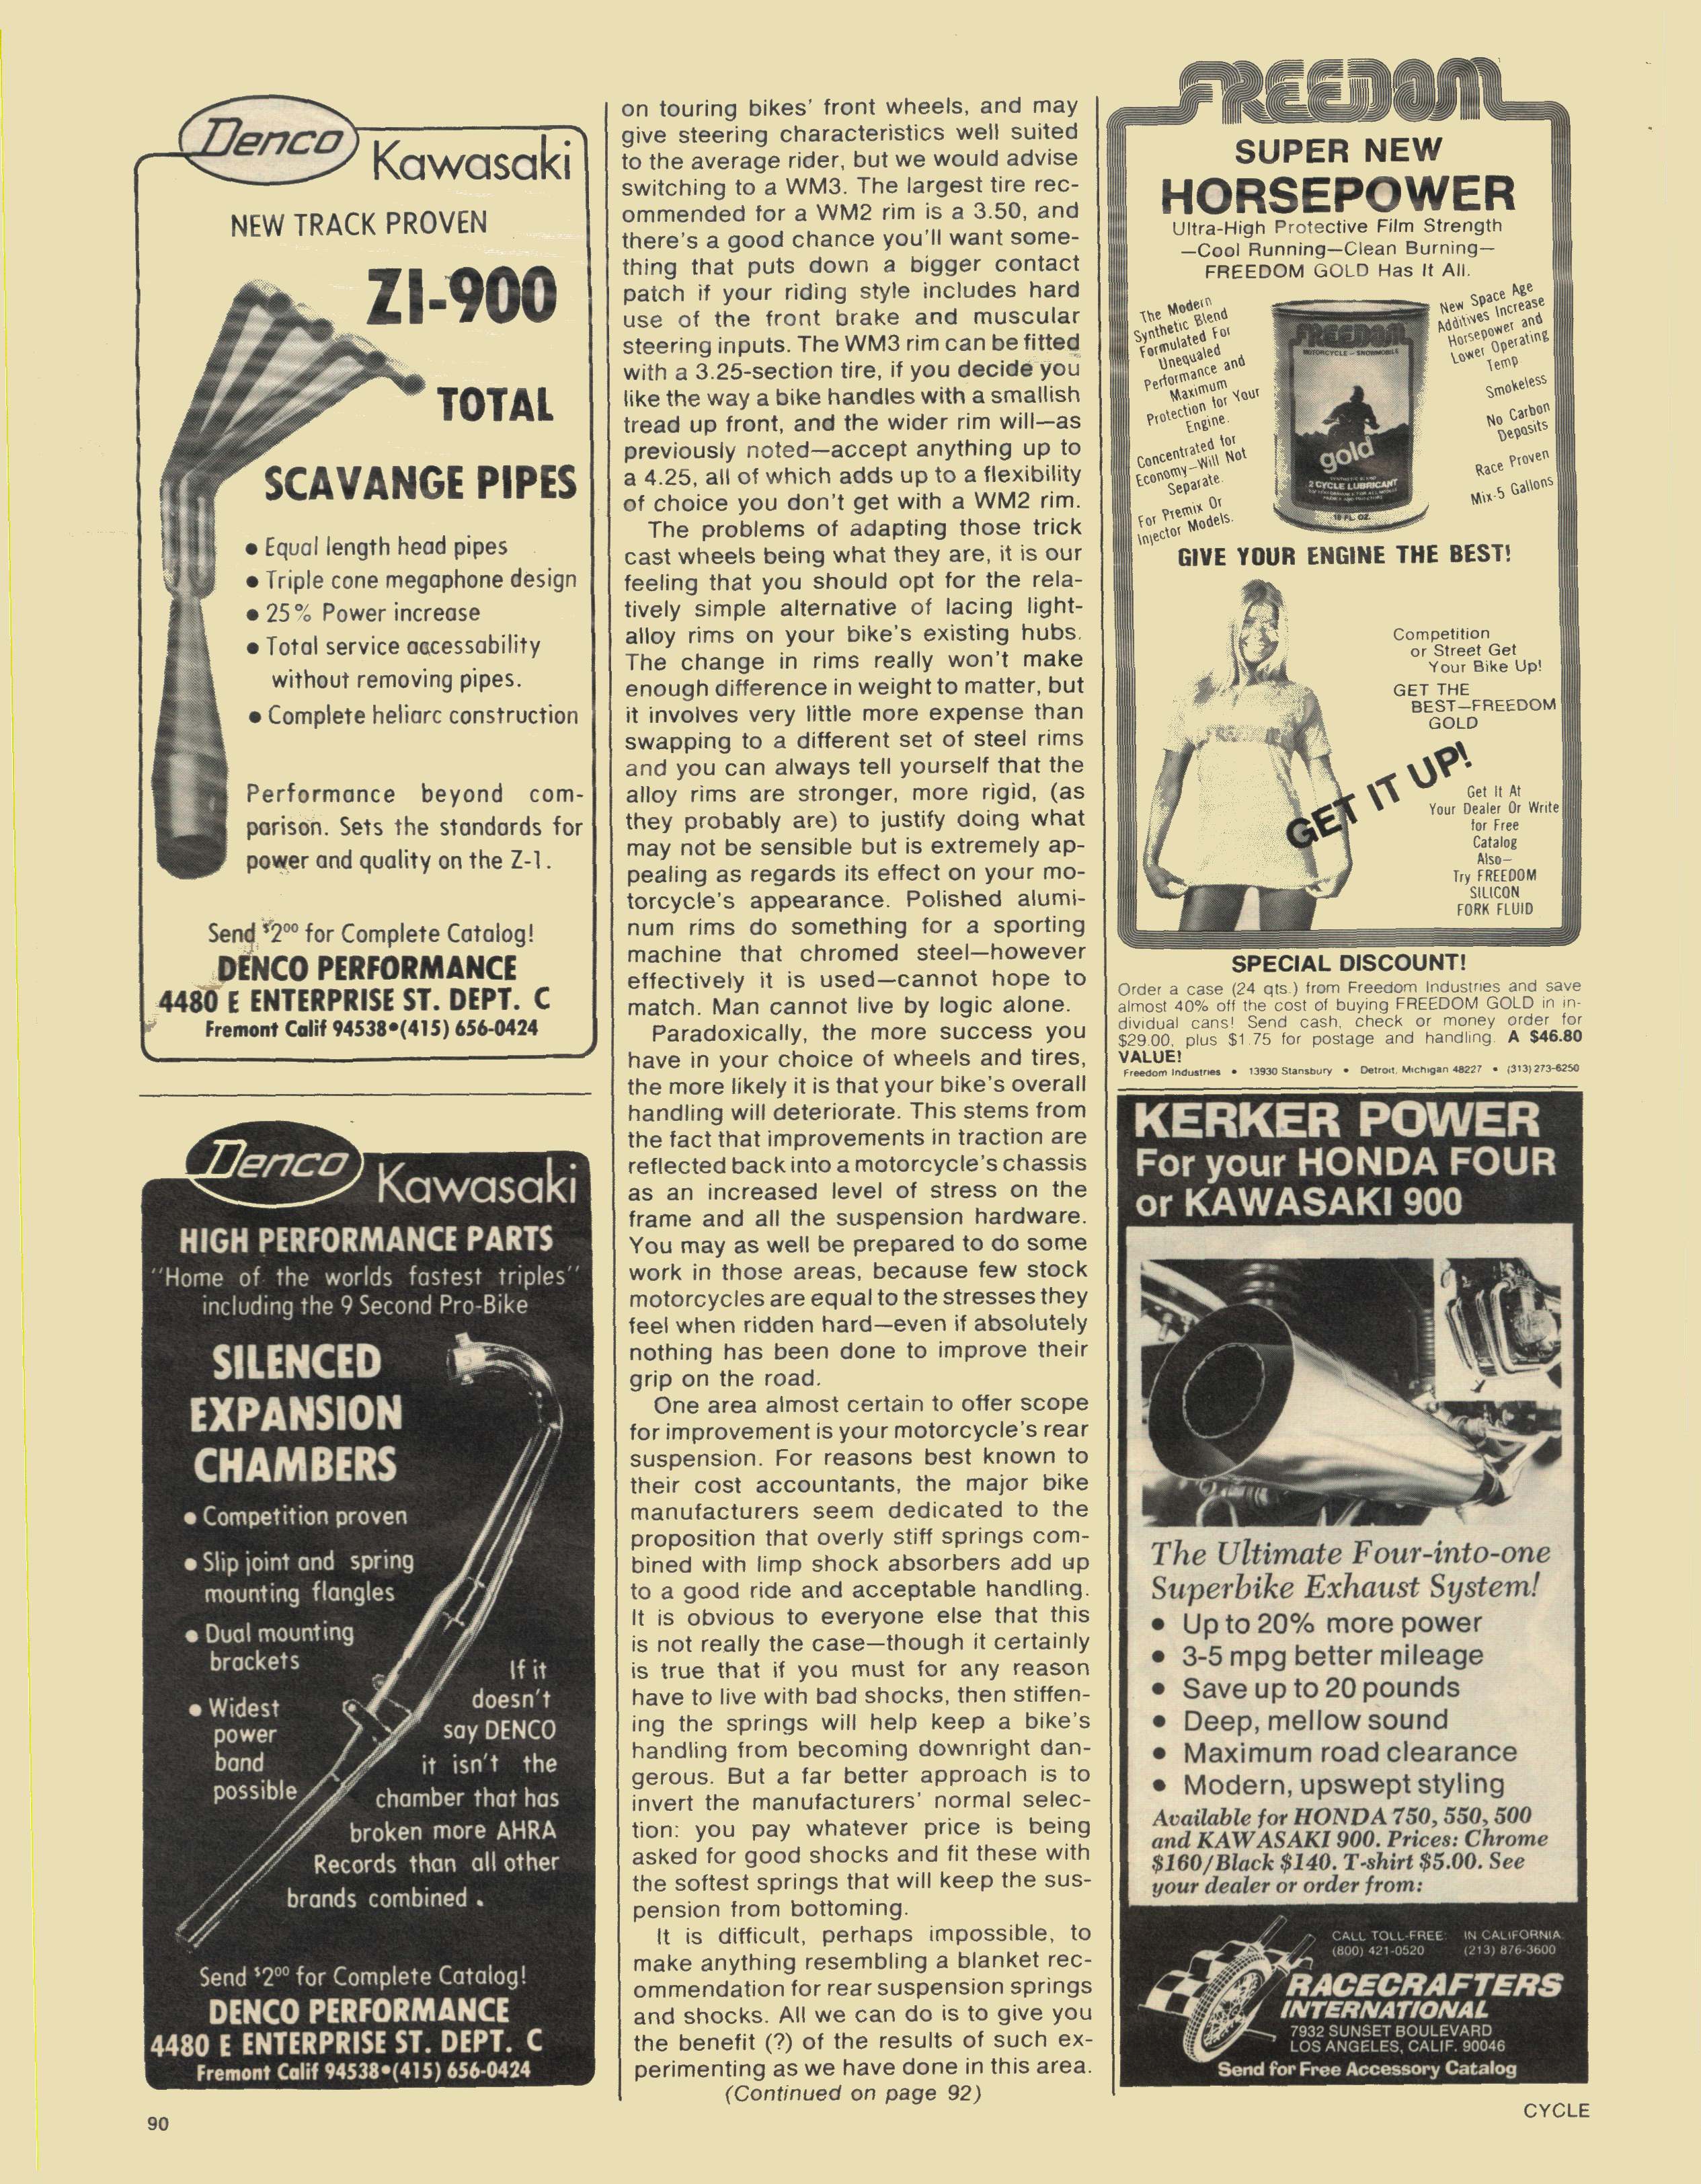 Denco Kawasaki
NEW TRACK PROVEN
ZI-900
TOTAL
SCAVANGE PIPES
● Equal length head pipes
● Triple cone megaphone design
● 25% Power increase
● Total service accessability
without removing pipes.
● Complete heliarc construction
Performance beyond com-
parison. Sets the standards for
power and quality on the Z-1.
Send $2⁰⁰ for Complete Catalog!
DENCO PERFORMANCE
4480 E ENTERPRISE ST. DEPT. C
Fremont Calif 94538•(415) 656-0424
Denco Kawasaki
HIGH PERFORMANCE PARTS
"Home of the worlds fastest triples"
including the 9 Second Pro-Bike
SILENCED
EXPANSION
CHAMBERS
● Competition proven
● Slip joint and spring
mounting flangles
● Dual mounting
brackets
● Widest
power
band
possible
If it
doesn't
say DENCO
it isn't the
chamber that has
broken more AHRA
Records than all other
brands combined .
Send $2⁰⁰ for Complete Catalog!
DENCO PERFORMANCE
4480 E ENTERPRISE ST. DEPT. C
Fremont Calif 94538•(415) 656-0424
on touring bikes' front wheels, and may
give steering characteristics well suited
to the average rider, but we would advise
switching to a WM3. The largest tire rec-
ommended for a WM2 rim is a 3.50, and
there's a good chance you'll want some-
thing that puts down a bigger contact
patch if your riding style includes hard
use of the front brake and muscular
steering inputs. The WM3 rim can be fitted
with a 3.25-section tire, if you decide you
like the way a bike handles with a smallish
tread up front, and the wider rim will—as
previously noted—accept anything up to
a 4.25, all of which adds up to a flexibility
of choice you don't get with a WM2 rim.
The problems of adapting those trick
cast wheels being what they are, it is our
feeling that you should opt for the rela-
tively simple alternative of lacing light-
alloy rims on your bike's existing hubs.
The change in rims really won't make
enough difference in weight to matter, but
it involves very little more expense than
swapping to a different set of steel rims
and you can always tell yourself that the
alloy rims are stronger, more rigid, (as
they probably are) to justify doing what
may not be sensible but is extremely ap-
pealing as regards its effect on your mo-
torcycle's appearance. Polished alumi-
num rims do something for a sporting
machine that chromed steel—however
effectively it is used—cannot hope to
match. Man cannot live by logic alone.
Paradoxically, the more success you
have in your choice of wheels and tires,
the more likely it is that your bike's overall
handling will deteriorate. This stems from
the fact that improvements in traction are
reflected back into a motorcycle's chassis
as an increased level of stress on the
frame and all the suspension hardware.
You may as well be prepared to do some
work in those areas, because few stock
motorcycles are equal to the stresses they
feel when ridden hard—even if absolutely
nothing has been done to improve their
grip on the road.
One area almost certain to offer scope
for improvement is your motorcycle's rear
suspension. For reasons best known to
their cost accountants, the major bike
manufacturers seem dedicated to the
proposition that overly stiff springs com-
bined with limp shock absorbers add up
to a good ride and acceptable handling.
It is obvious to everyone else that this
is not really the case—though it certainly
is true that if you must for any reason
have to live with bad shocks, then stiffen-
ing the springs will help keep a bike's
handling from becoming downright dan-
gerous. But a far better approach is to
invert the manufacturers' normal selec-
tion: you pay whatever price is being
asked for good shocks and fit these with
the softest springs that will keep the sus-
pension from bottoming.
It is difficult, perhaps impossible, to
make anything resembling a blanket rec-
ommendation for rear suspension springs
and shocks. All we can do is to give you
the benefit (?) of the results of such ex-
perimenting as we have done in this area.
(Continued on page 92)
FREEDOM
SUPER NEW
HORSEPOWER
Ultra-High Protective Film Strength
—Cool Running—Clean Burning—
FREEDOM GOLD Has It All.
The Modern
Synthetic Blend
Formulated For
Unequaled
Performance and
Maximum
Protection for Your
Engine.
Concentrated for
Economy—Will Not
Separate.
For Premix Or
Injector Models.
FREEDOM
MOTORCYCLE – SNOWMOBILE
gold
2 CYCLE LUBRICANT
16 FL. OZ.
New Space Age
Additives Increase
Horsepower and
Lower Operating
Temp
Smokeless
No Carbon
Deposits
Race Proven
Mix-5 Gallons
GIVE YOUR ENGINE THE BEST!
FREEDOM
Competition
or Street Get
Your Bike Up!
GET THE
BEST—FREEDOM
GOLD
GET IT UP!
Get It At
Your Dealer Or Write
for Free
Catalog
Also—
Try FREEDOM
SILICON
FORK FLUID
SPECIAL DISCOUNT!
Order a case (24 qts.) from Freedom Industries and save
almost 40% off the cost of buying FREEDOM GOLD in in-
dividual cans! Send cash, check or money order for
$29.00, plus $1.75 for postage and handling. A $46.80
VALUE!
Freedom Industries • 13930 Stansbury • Detroit, Michigan 48227 • (313) 273-6250
KERKER POWER
For your HONDA FOUR
or KAWASAKI 900
The Ultimate Four-into-one
Superbike Exhaust System!
• Up to 20% more power
• 3-5 mpg better mileage
• Save up to 20 pounds
• Deep, mellow sound
• Maximum road clearance
• Modern, upswept styling
Available for HONDA 750, 550, 500
and KAWASAKI 900. Prices: Chrome
$160/Black $140. T-shirt $5.00. See
your dealer or order from:
CALL TOLL-FREE: IN CALIFORNIA:
(800) 421-0520 (213) 876-3600
RACECRAFTERS
INTERNATIONAL
7932 SUNSET BOULEVARD
LOS ANGELES, CALIF. 90046
Send for Free Accessory Catalog
90
CYCLE